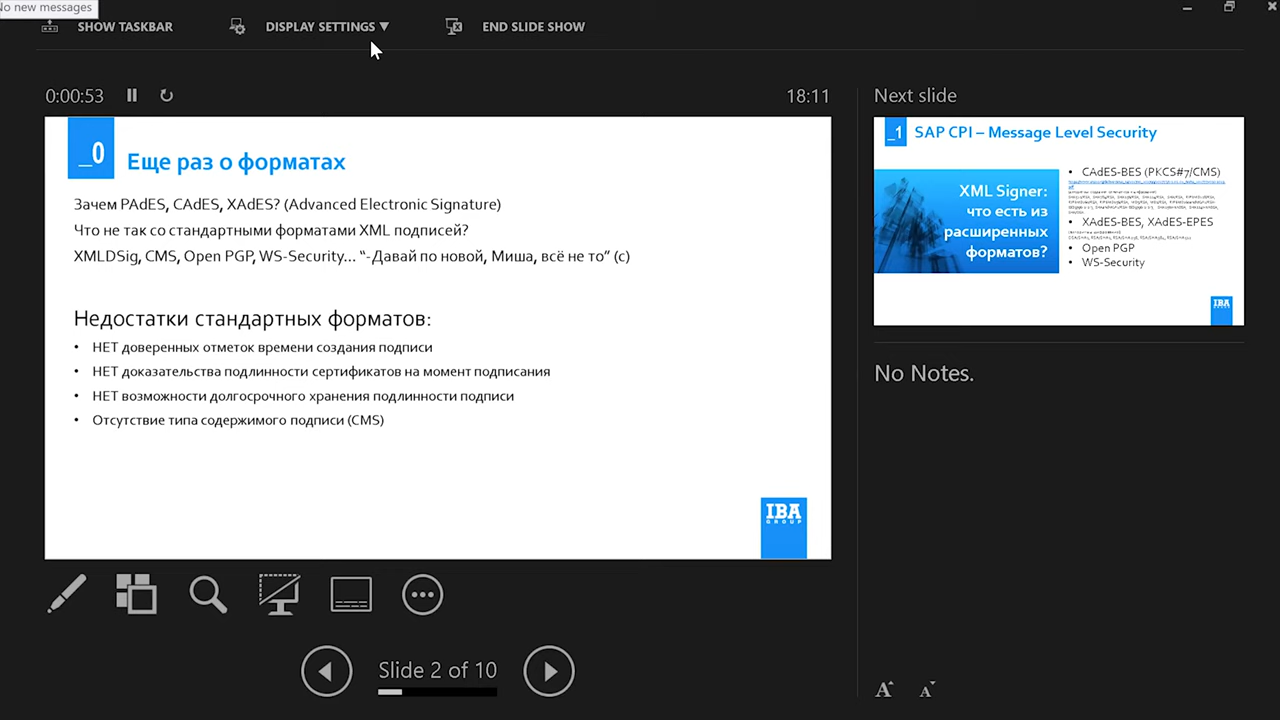 No new messages
SHOW TASKBAR
DISPLAY SETTINGS ▼
END SLIDE SHOW
0:00:53
18:11
Next slide
_0
Еще раз о форматах
Зачем PAdES, CAdES, XAdES? (Advanced Electronic Signature)
Что не так со стандартными форматами XML подписей?
XMLDSig, CMS, Open PGP, WS-Security... “-Давай по новой, Миша, всё не то” (с)
Недостатки стандартных форматов:
• НЕТ доверенных отметок времени создания подписи
• НЕТ доказательства подлинности сертификатов на момент подписания
• НЕТ возможности долгосрочного хранения подлинности подписи
• Отсутствие типа содержимого подписи (CMS)
IBA
GROUP
_1
SAP CPI – Message Level Security
XML Signer:
что есть из
расширенных
форматов?
• CAdES-BES (PKCS#7/CMS)
• XAdES-BES, XAdES-EPES
• Open PGP
• WS-Security
IBA
No Notes.
Slide 2 of 10
A
A